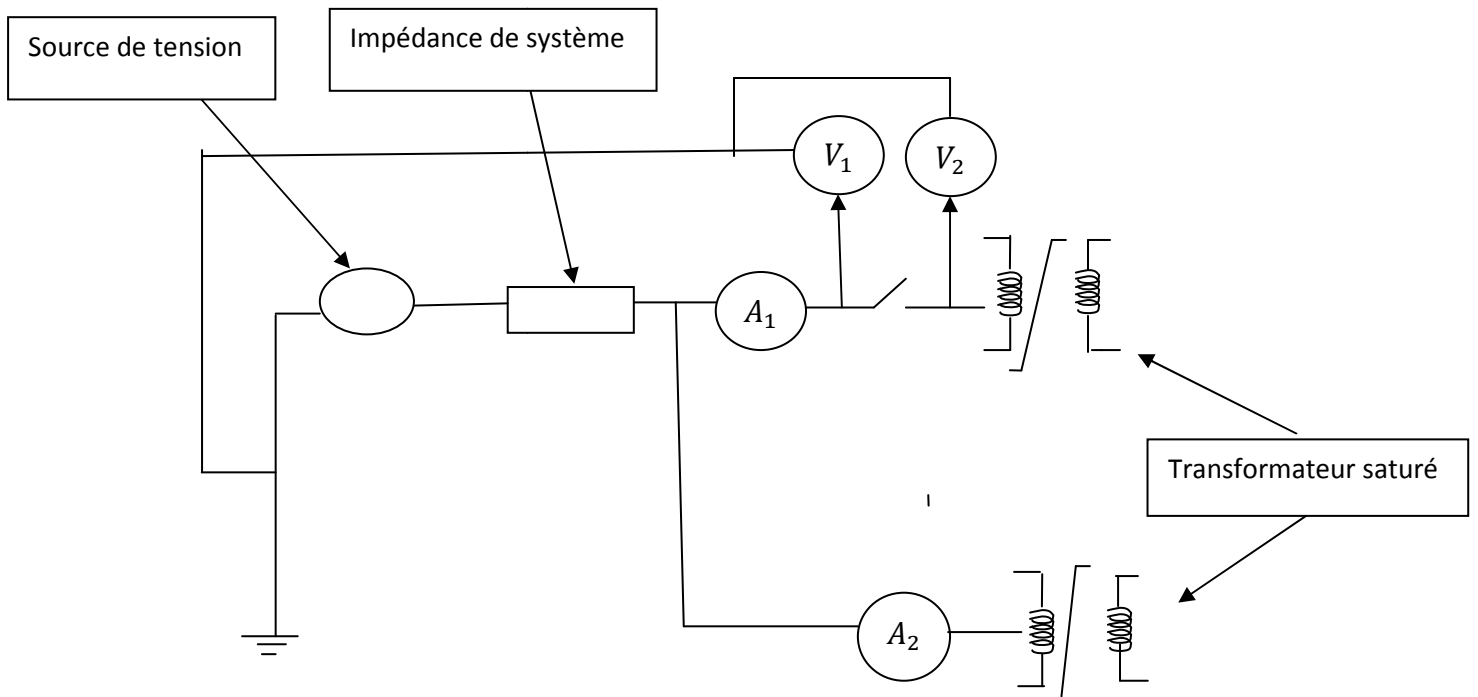 Source de tension
Impédance de système
V₁
V₂
A₁
Transformateur saturé
A₂